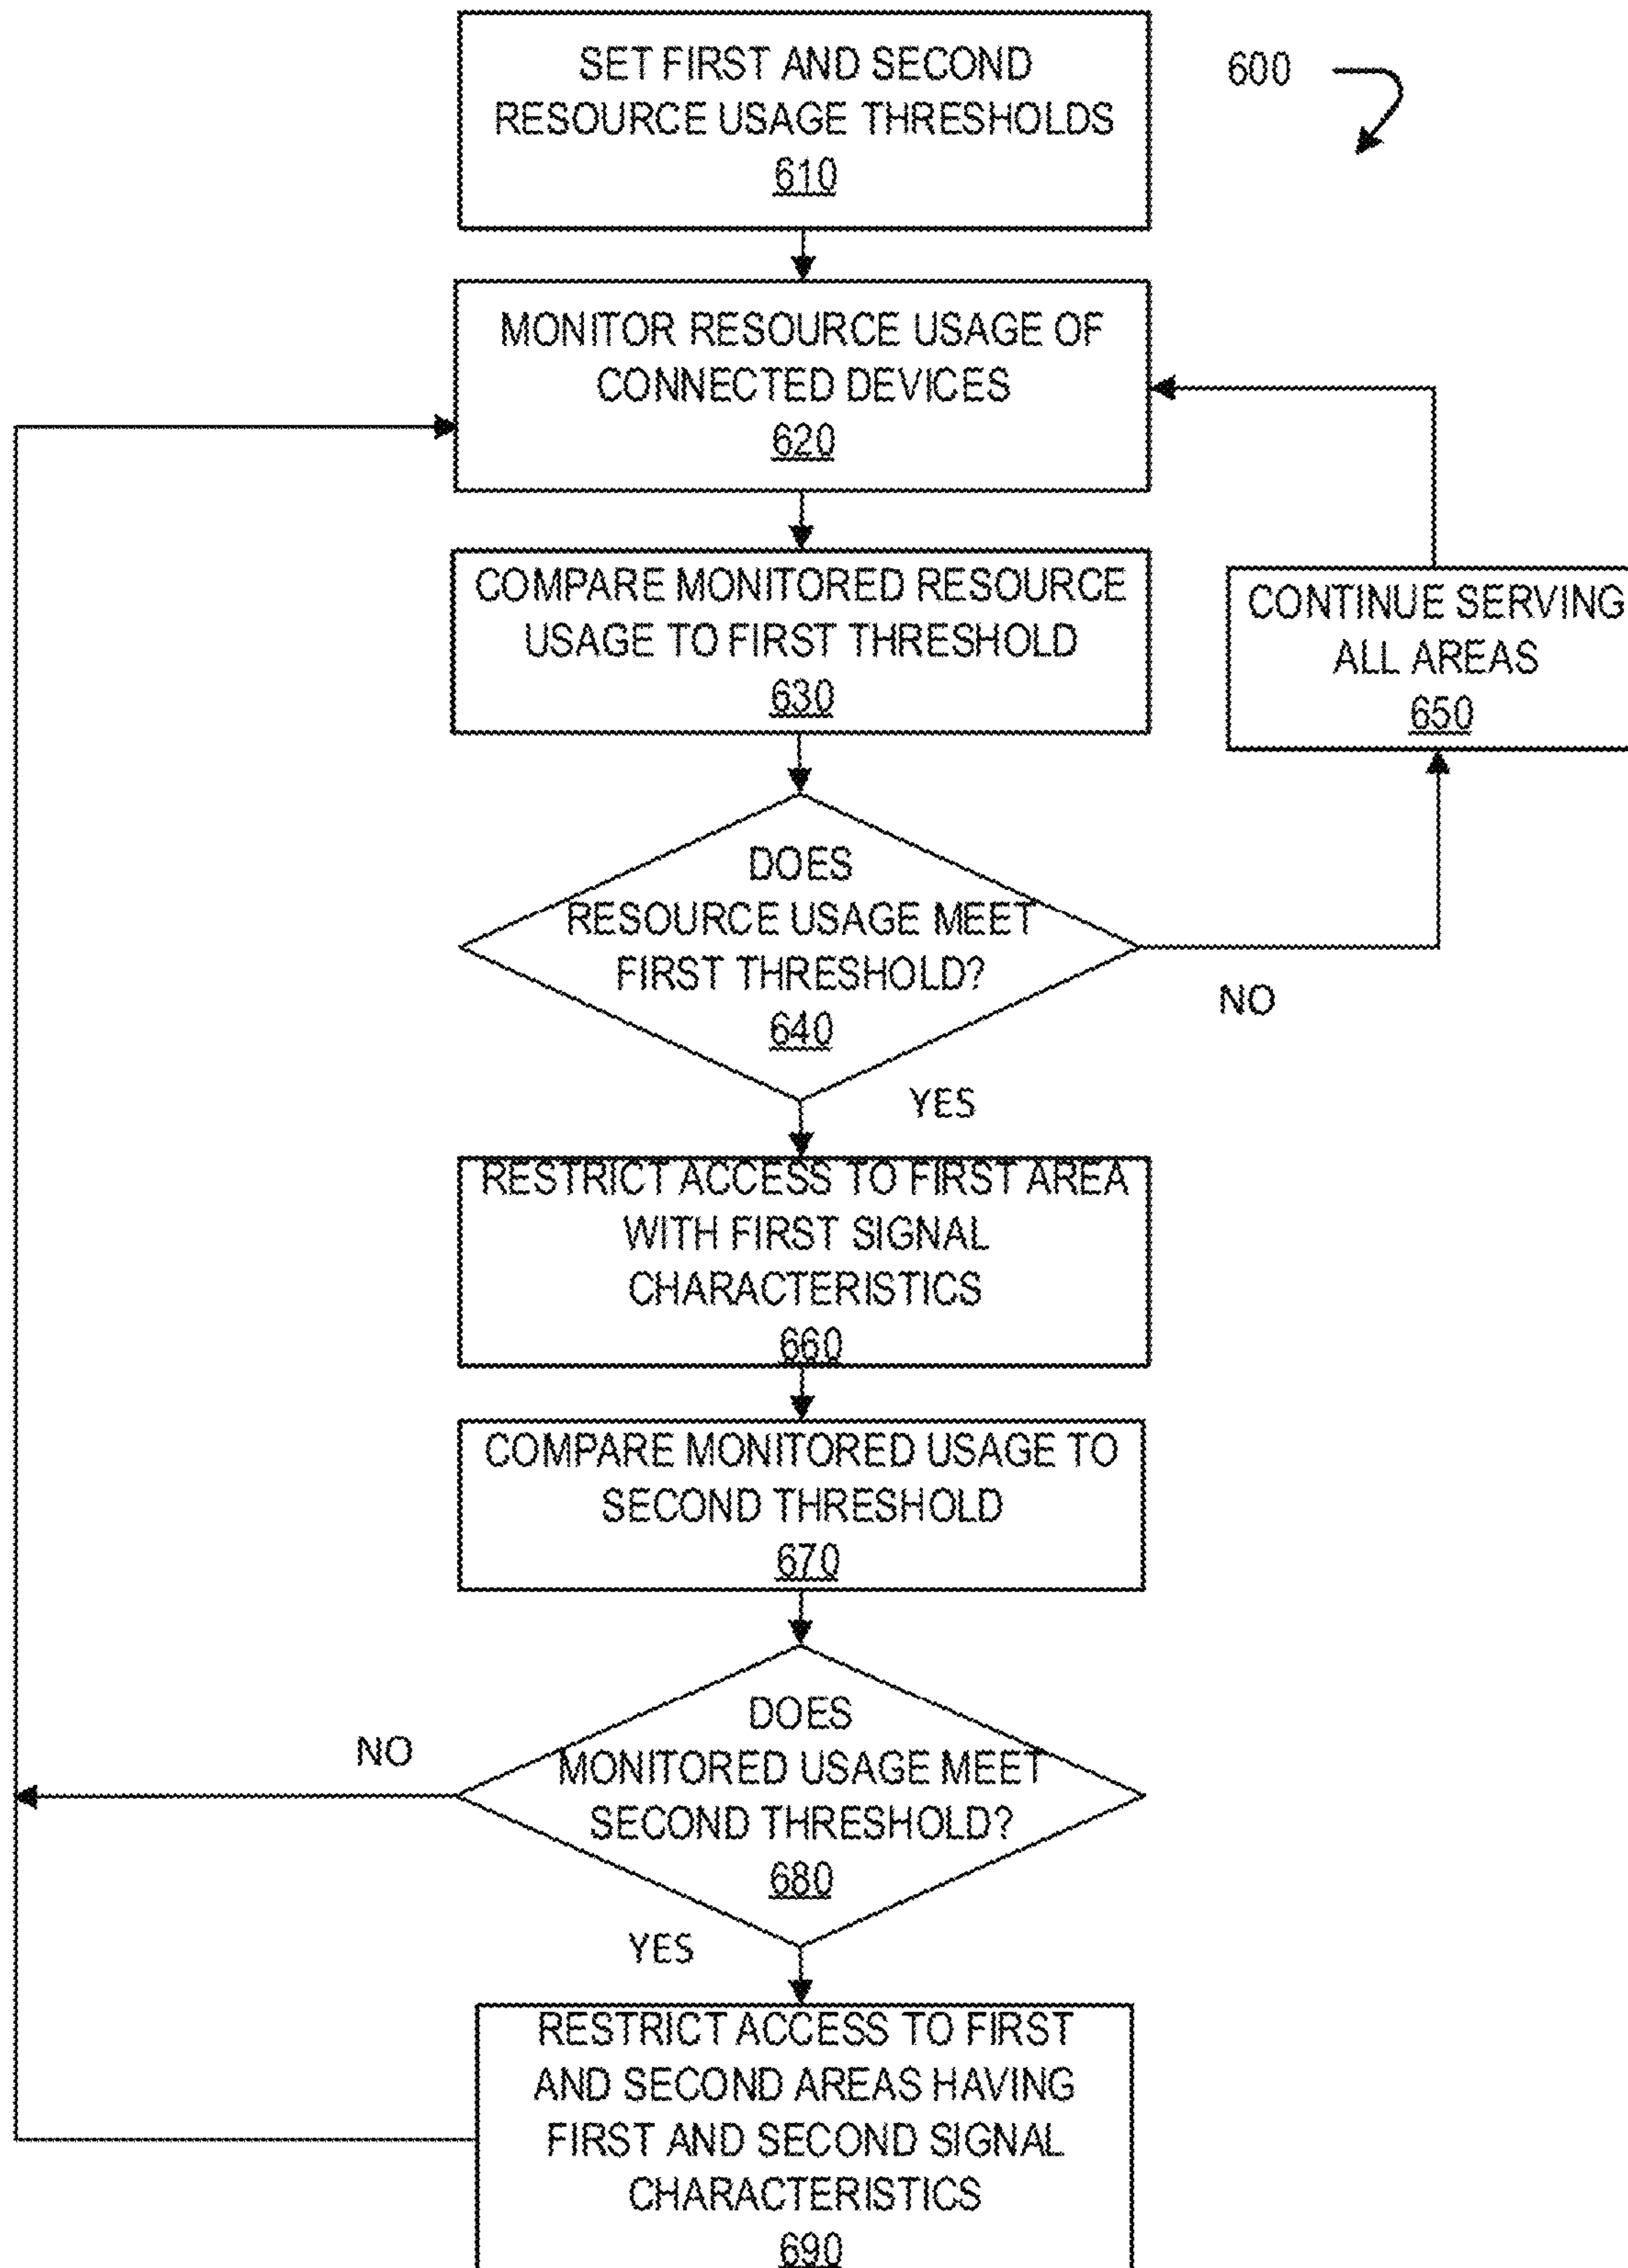 SET FIRST AND SECOND
RESOURCE USAGE THRESHOLDS
610
600
MONITOR RESOURCE USAGE OF
CONNECTED DEVICES
620
COMPARE MONITORED RESOURCE
USAGE TO FIRST THRESHOLD
630
CONTINUE SERVING
ALL AREAS
650
DOES
RESOURCE USAGE MEET
FIRST THRESHOLD?
640
NO
YES
RESTRICT ACCESS TO FIRST AREA
WITH FIRST SIGNAL
CHARACTERISTICS
660
COMPARE MONITORED USAGE TO
SECOND THRESHOLD
670
DOES
MONITORED USAGE MEET
SECOND THRESHOLD?
680
NO
YES
RESTRICT ACCESS TO FIRST
AND SECOND AREAS HAVING
FIRST AND SECOND SIGNAL
CHARACTERISTICS
690